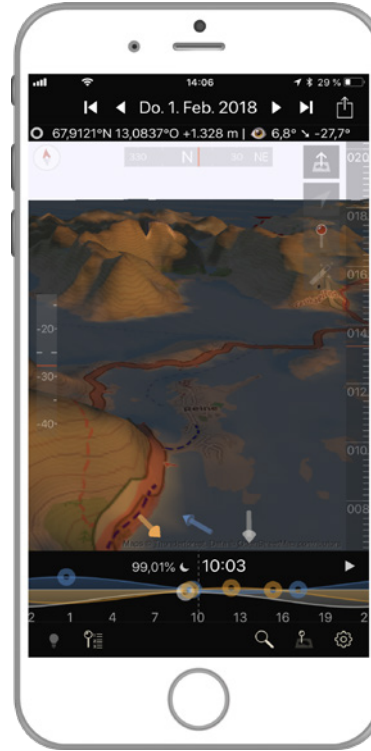 14:06
29 %
Do. 1. Feb. 2018
67,9121°N 13,0837°O +1.328 m | 6,8° ↘ -27,7°
330 N 30 NE
020
018
016
014
012
010
008
-20-
-30-
-40-
Reine
99,01% 10:03
2 1 4 7 10 13 16 19 2